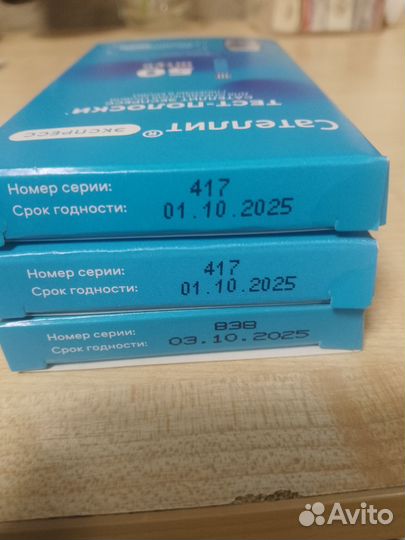 50
ТЕСТ-ПОЛОСКИ
Сателлит®
ЭКСПРЕСС
Номер серии: 417
Срок годности: 01.10.2025
Номер серии: 417
Срок годности: 01.10.2025
Номер серии: 838
Срок годности: 03.10.2025
Avito